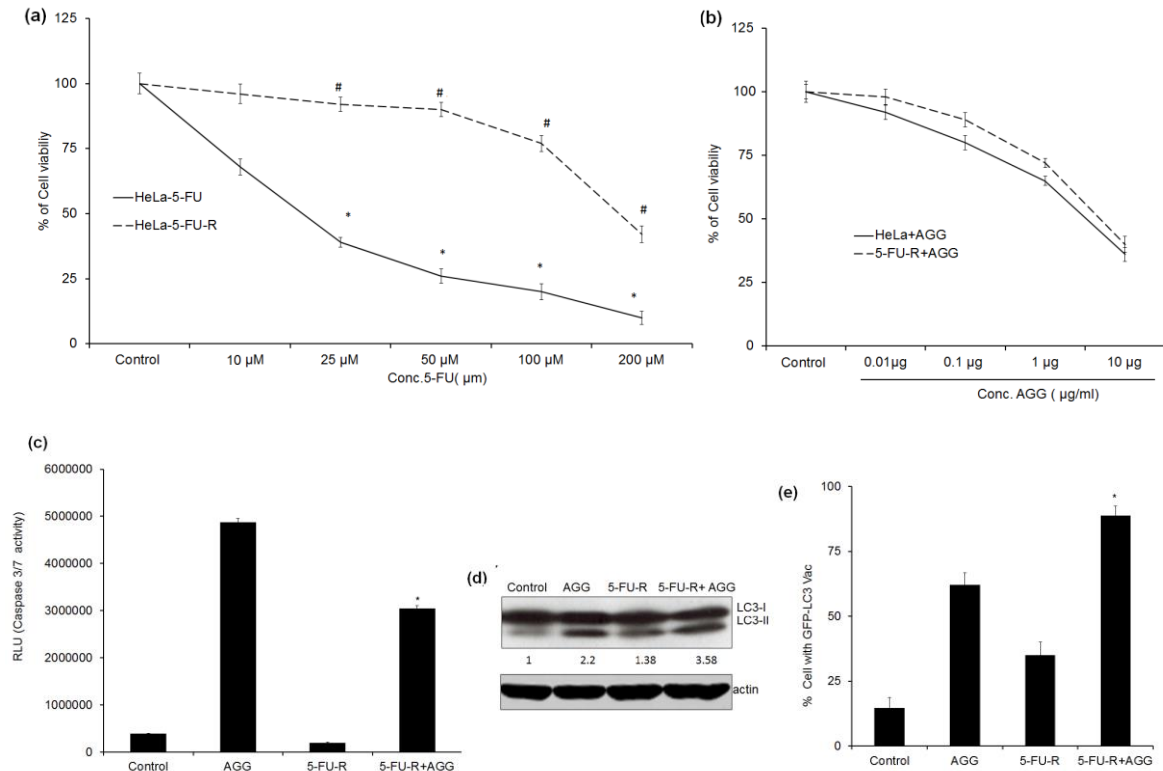 (a)
125
100
75
50
25
0
% of Cell viability
HeLa-5-FU
HeLa-5-FU-R
#
#
#
#
*
*
*
*
Control 10 µM 25 µM 50 µM 100 µM 200 µM
Conc.5-FU( µm)
(b)
125
100
75
50
25
0
% of Cell viabiliy
HeLa+AGG
5-FU-R+AGG
Control 0.01µg 0.1 µg 1 µg 10 µg
Conc. AGG ( µg/ml)
(c)
6000000
5000000
4000000
3000000
2000000
1000000
0
RLU (Caspase 3/7 activity)
*
Control AGG 5-FU-R 5-FU-R+AGG
(d)
Control AGG 5-FU-R 5-FU-R+ AGG
LC3-I
LC3-II
1 2.2 1.38 3.58
actin
(e)
100
75
50
25
0
% Cell with GFP-LC3 Vac
*
Control AGG 5-FU-R 5-FU-R+AGG